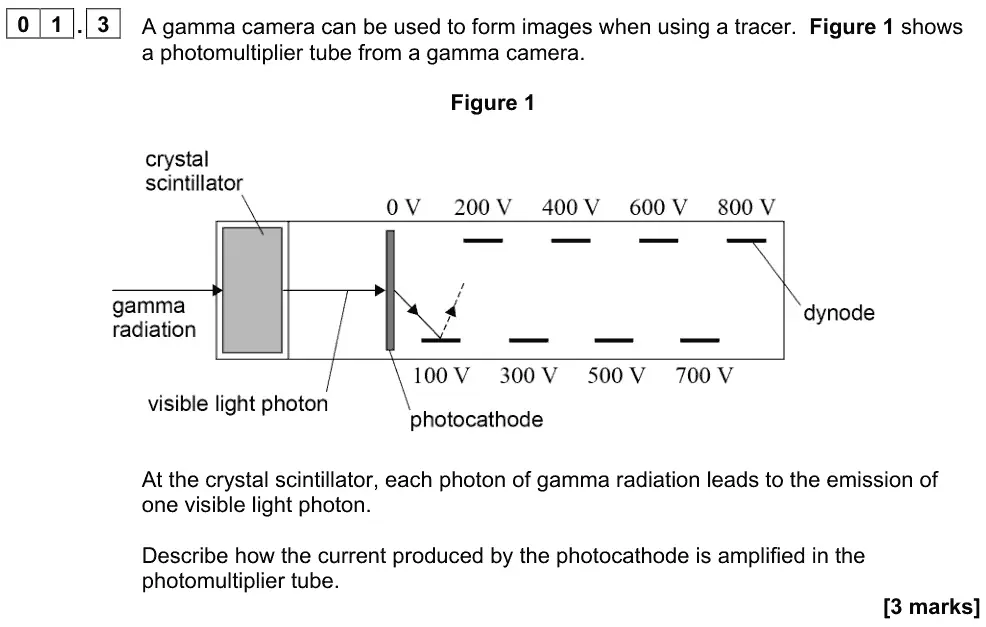 0 1 . 3 A gamma camera can be used to form images when using a tracer. Figure 1 shows
a photomultiplier tube from a gamma camera.
Figure 1
crystal
scintillator
0 V 200 V 400 V 600 V 800 V
gamma
radiation
dynode
100 V 300 V 500 V 700 V
visible light photon
photocathode
At the crystal scintillator, each photon of gamma radiation leads to the emission of
one visible light photon.
Describe how the current produced by the photocathode is amplified in the
photomultiplier tube.
[3 marks]